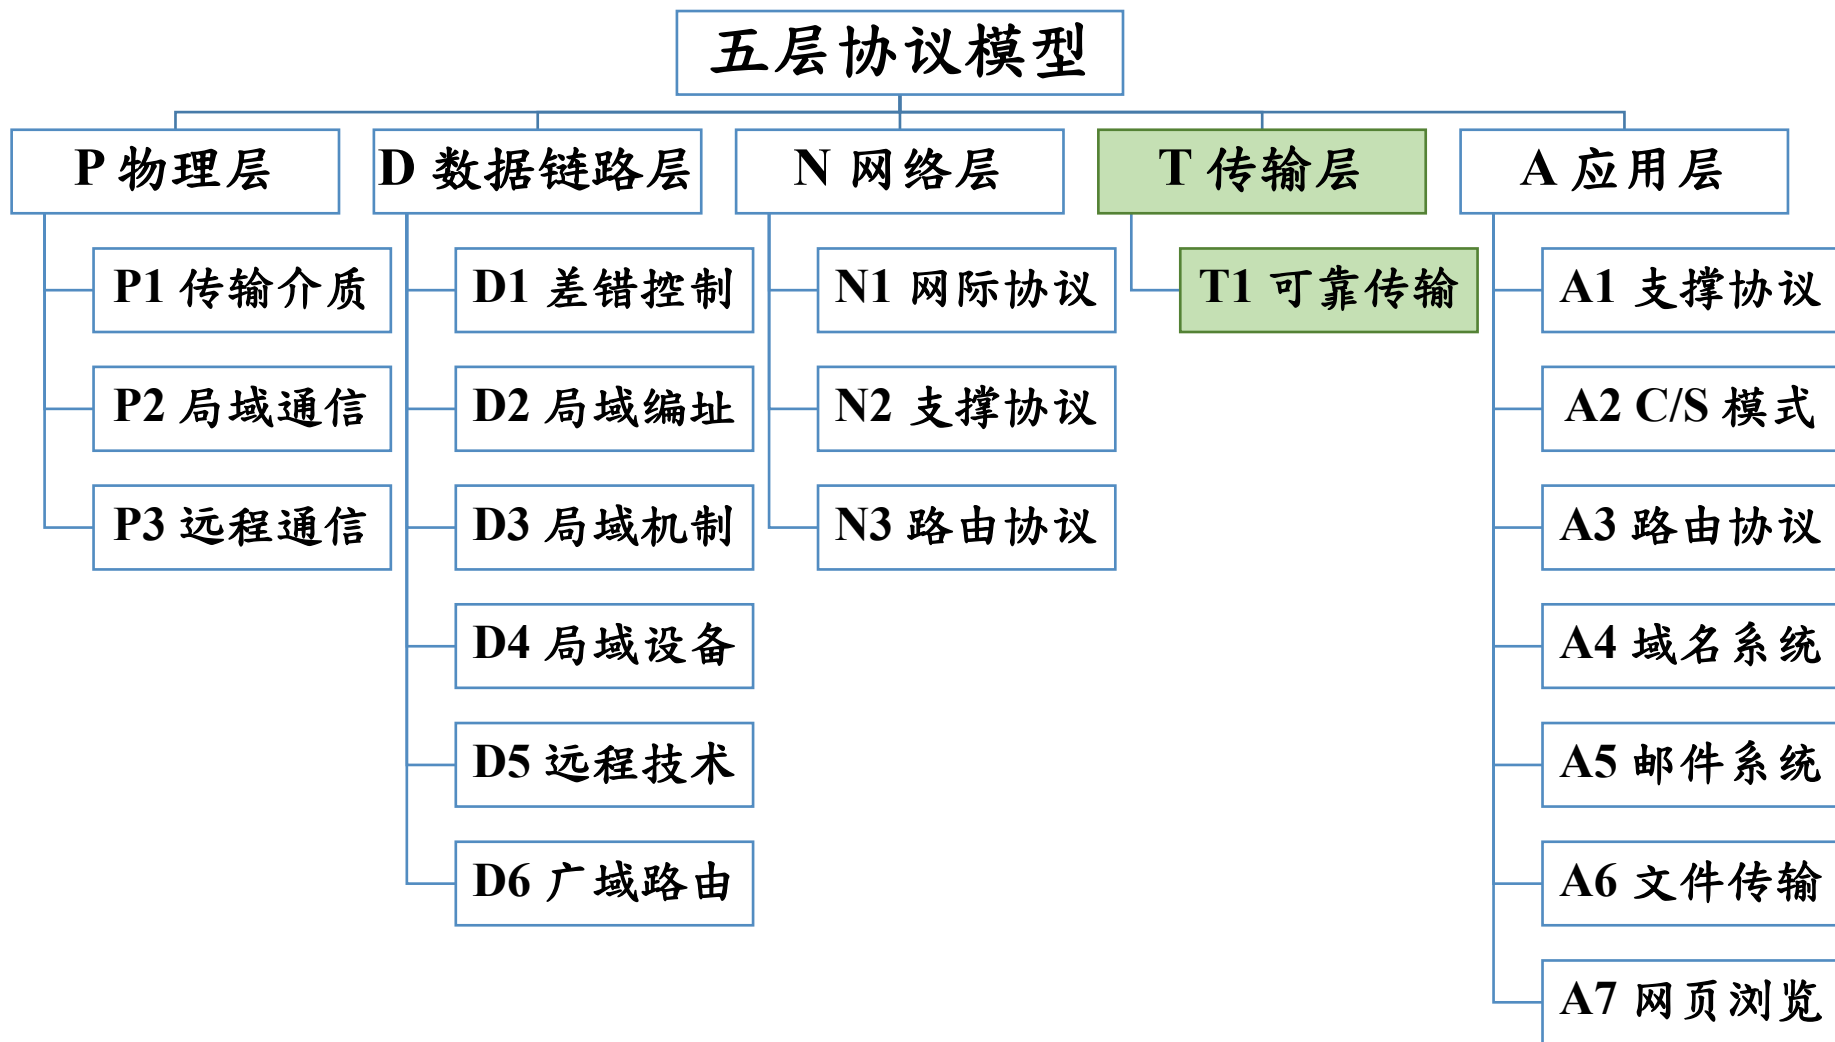 五层协议模型
P 物理层
D 数据链路层
N 网络层
T 传输层
A 应用层
P1 传输介质
P2 局域通信
P3 远程通信
D1 差错控制
D2 局域编址
D3 局域机制
D4 局域设备
D5 远程技术
D6 广域路由
N1 网际协议
N2 支撑协议
N3 路由协议
T1 可靠传输
A1 支撑协议
A2 C/S 模式
A3 路由协议
A4 域名系统
A5 邮件系统
A6 文件传输
A7 网页浏览